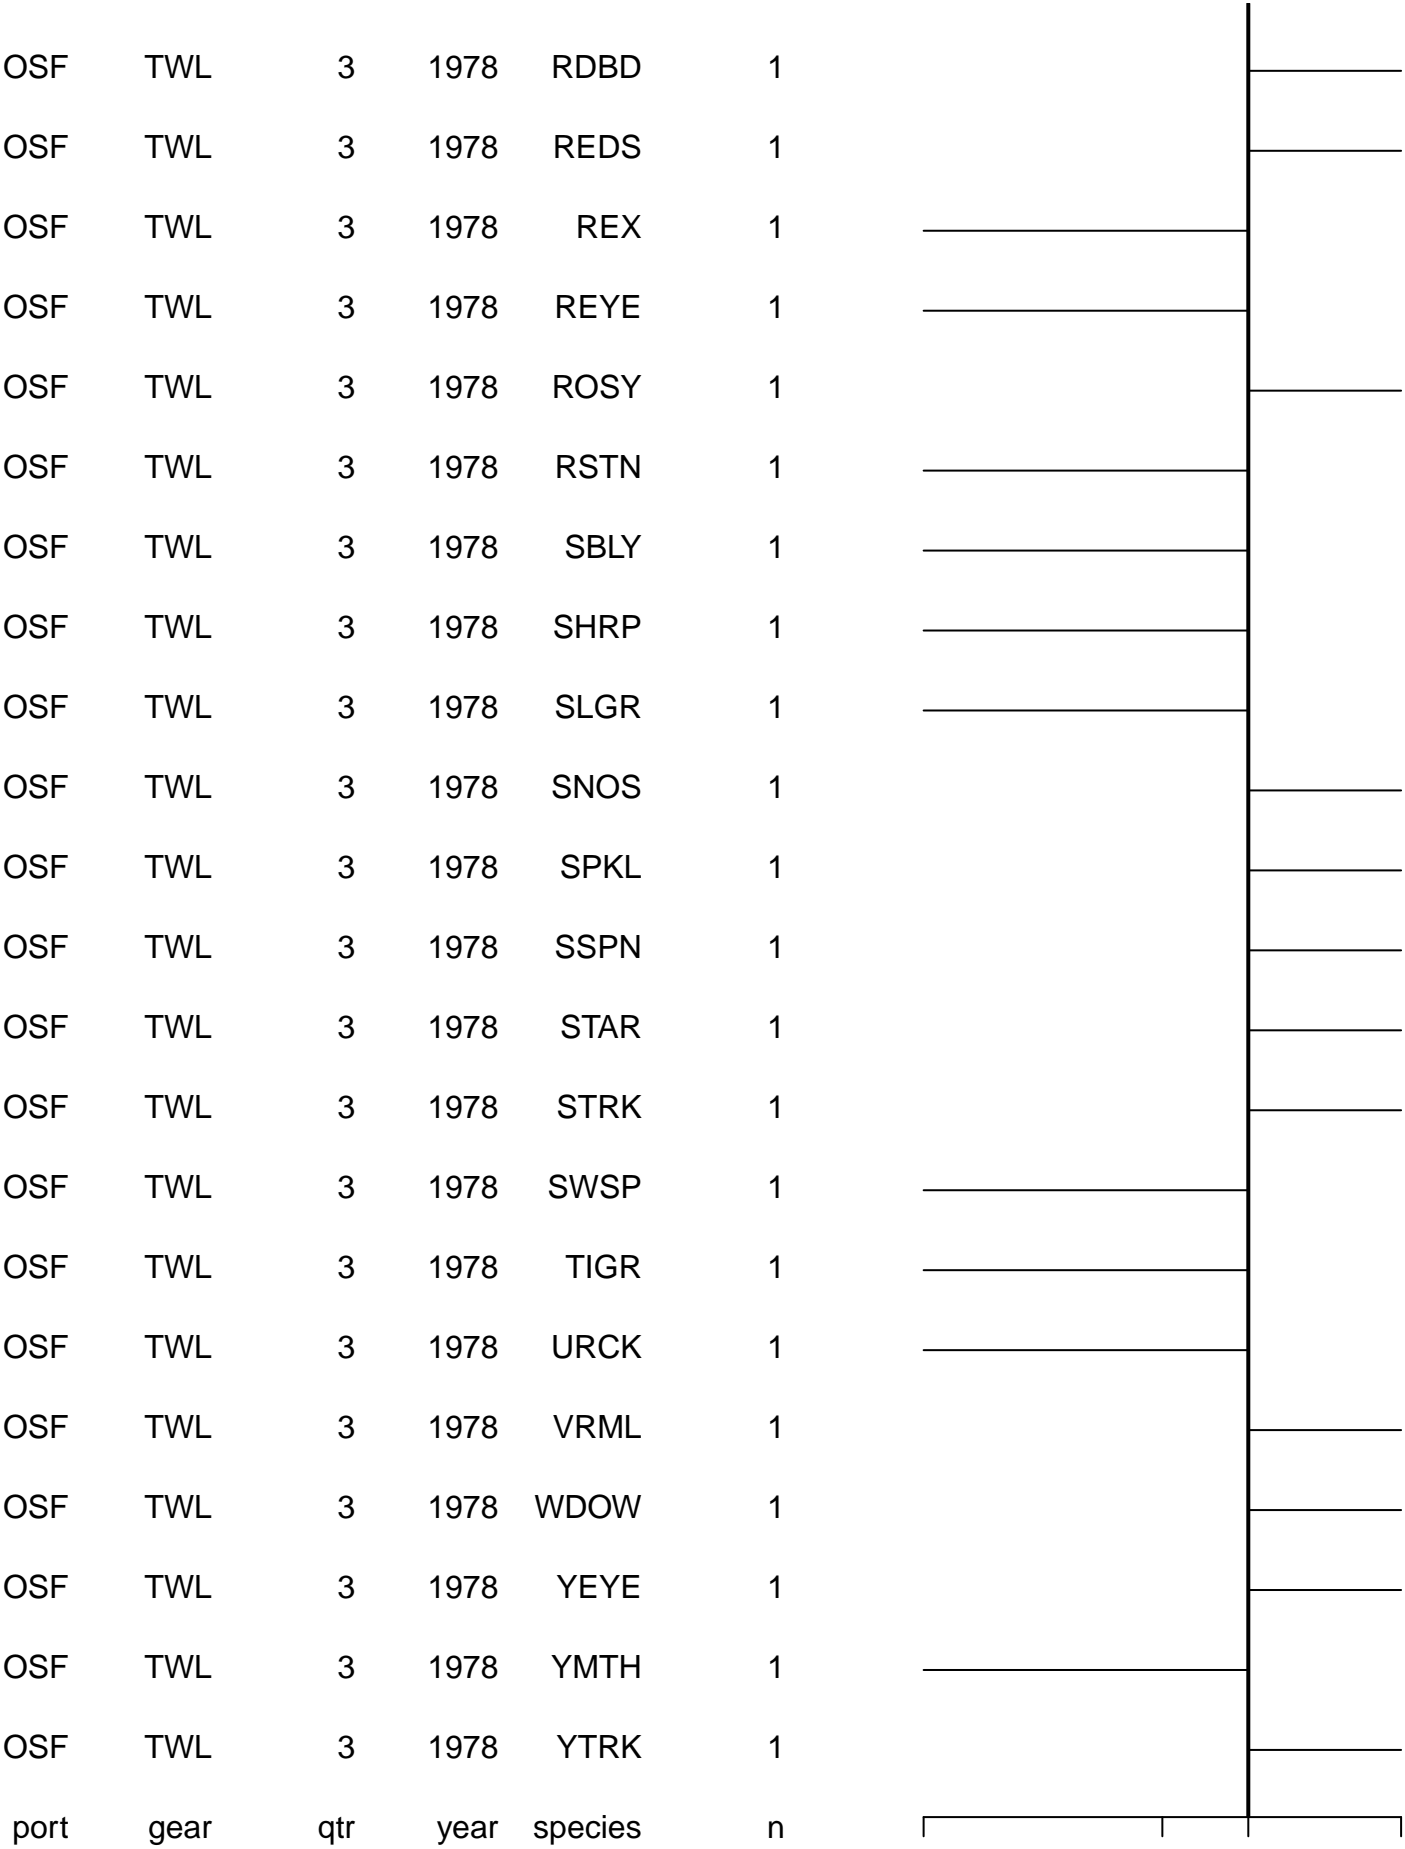 OSF TWL 3 1978 RDBD 1
OSF TWL 3 1978 REDS 1
OSF TWL 3 1978 REX 1
OSF TWL 3 1978 REYE 1
OSF TWL 3 1978 ROSY 1
OSF TWL 3 1978 RSTN 1
OSF TWL 3 1978 SBLY 1
OSF TWL 3 1978 SHRP 1
OSF TWL 3 1978 SLGR 1
OSF TWL 3 1978 SNOS 1
OSF TWL 3 1978 SPKL 1
OSF TWL 3 1978 SSPN 1
OSF TWL 3 1978 STAR 1
OSF TWL 3 1978 STRK 1
OSF TWL 3 1978 SWSP 1
OSF TWL 3 1978 TIGR 1
OSF TWL 3 1978 URCK 1
OSF TWL 3 1978 VRML 1
OSF TWL 3 1978 WDOW 1
OSF TWL 3 1978 YEYE 1
OSF TWL 3 1978 YMTH 1
OSF TWL 3 1978 YTRK 1
port gear qtr year species n